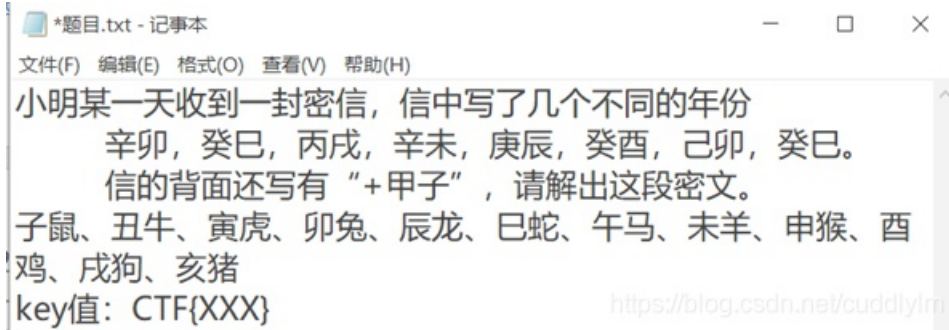 *题目.txt - 记事本
文件(F) 编辑(E) 格式(O) 查看(V) 帮助(H)
小明某一天收到一封密信，信中写了几个不同的年份
辛卯，癸巳，丙戌，辛未，庚辰，癸酉，己卯，癸巳。
信的背面还写有“+甲子”，请解出这段密文。
子鼠、丑牛、寅虎、卯兔、辰龙、巳蛇、午马、未羊、申猴、酉
鸡、戌狗、亥猪
key值：CTF{XXX}
https://blog.csdn.net/cuddlylm